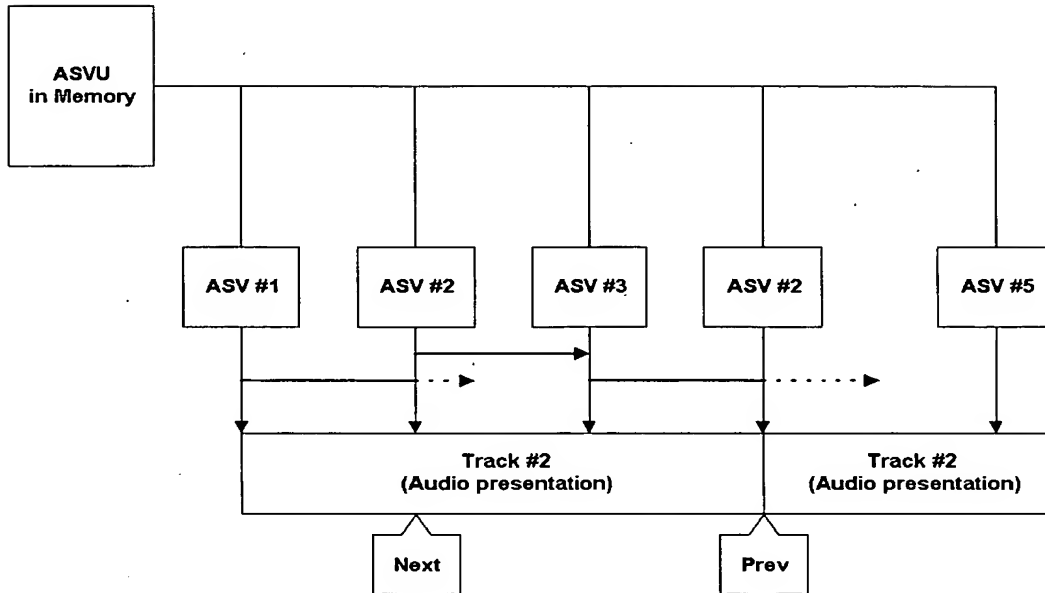 ASVU
in Memory
ASV #1
ASV #2
ASV #3
ASV #2
ASV #5
Track #2
(Audio presentation)
Track #2
(Audio presentation)
Next
Prev